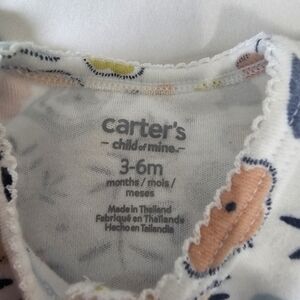 carter's
child of mine
3-6m
months / mois /
meses
Made in Thailand
Fabriqué en Thaïlande
Hecho en Tailandia